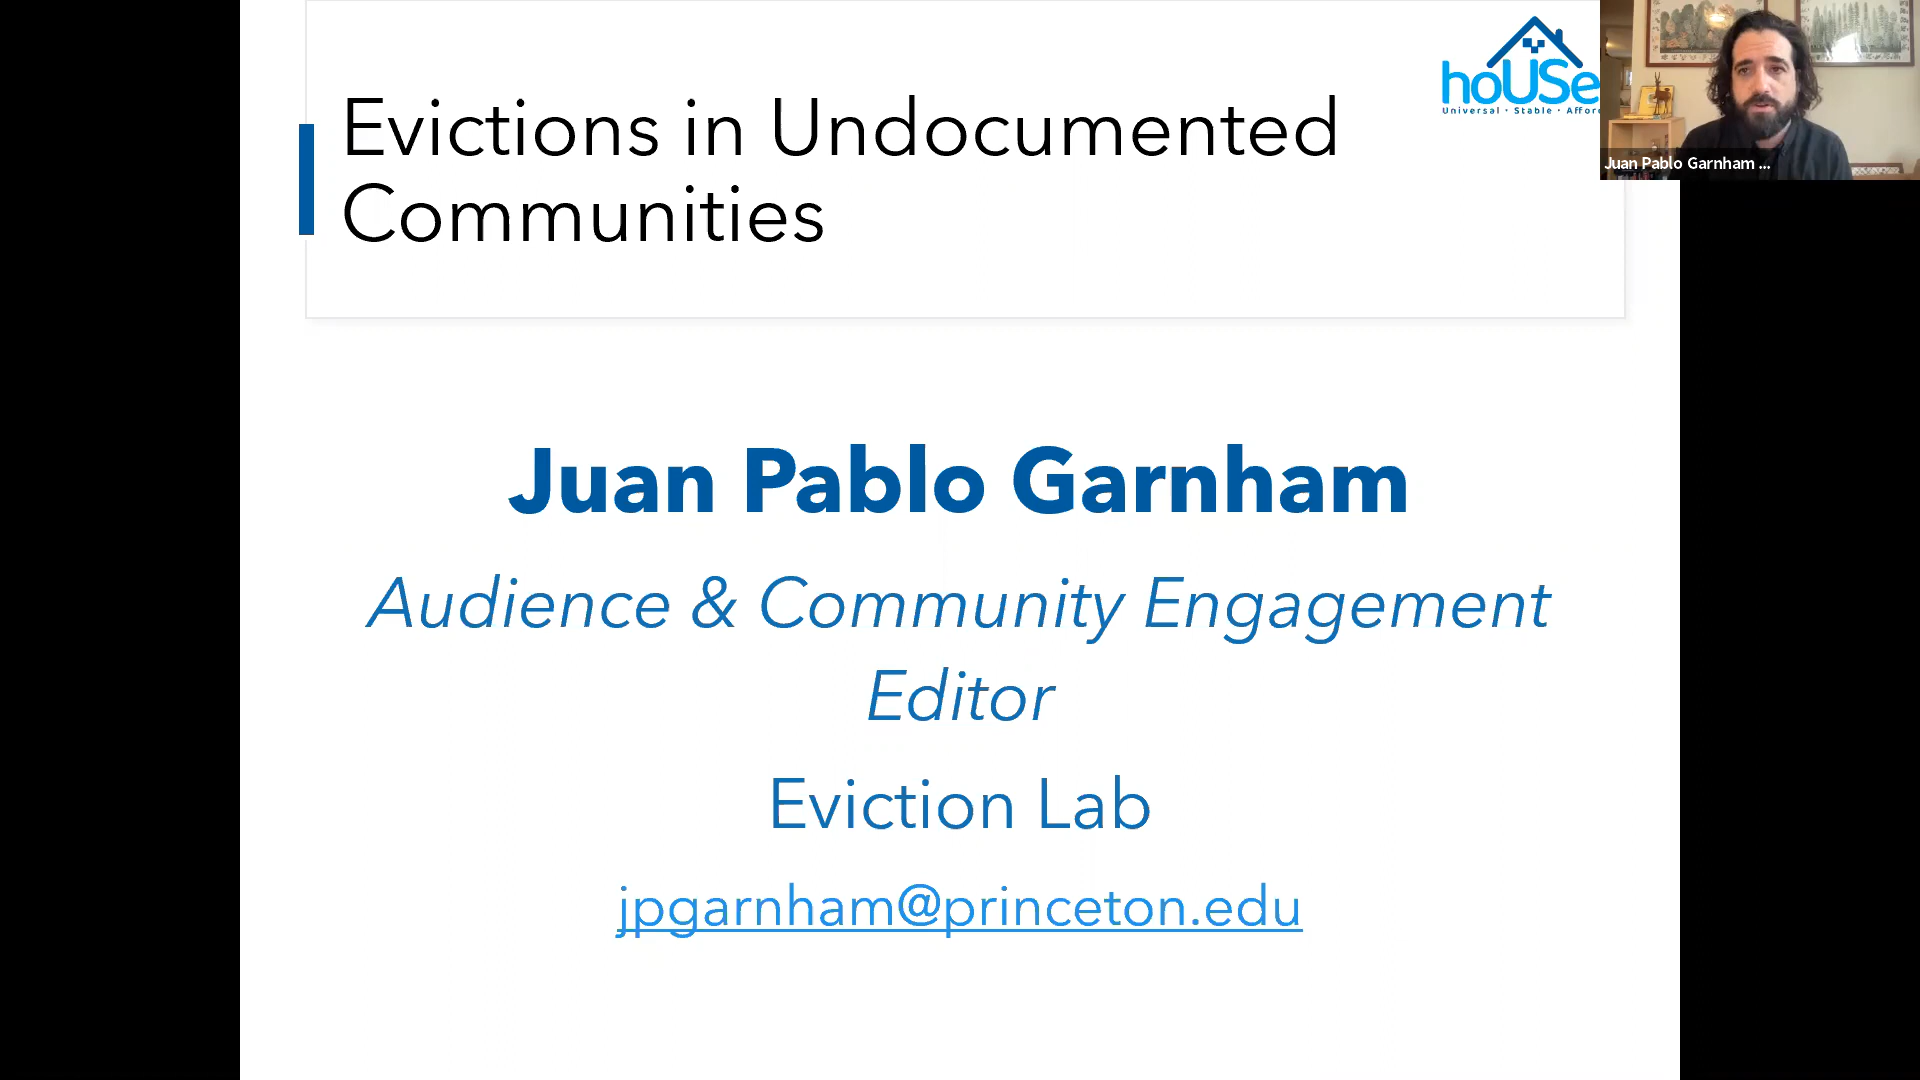 Evictions in Undocumented
Communities
hoUSe
Universal • Stable •
Juan Pablo Garnham ...
Juan Pablo Garnham
Audience & Community Engagement
Editor
Eviction Lab
jpgarnham@princeton.edu